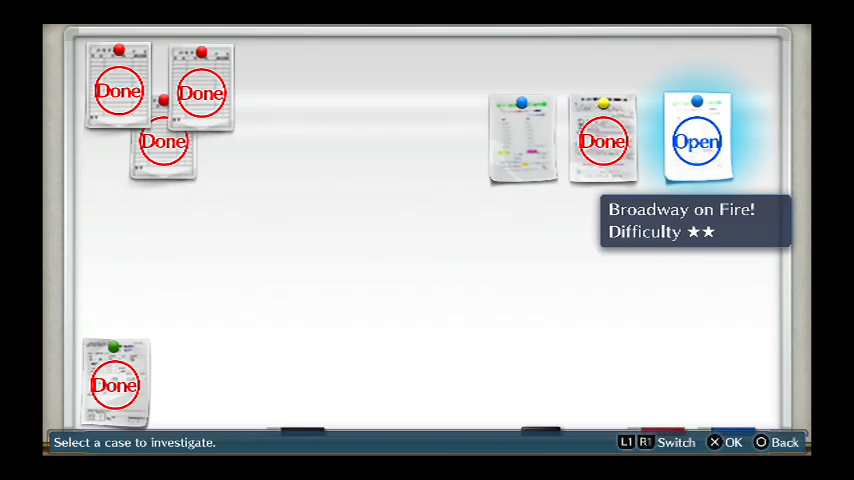 Done
Done
Done
Done
Open
Broadway on Fire!
Difficulty ★★
Done
Select a case to investigate.
L1 R1 Switch ✕ OK ○ Back